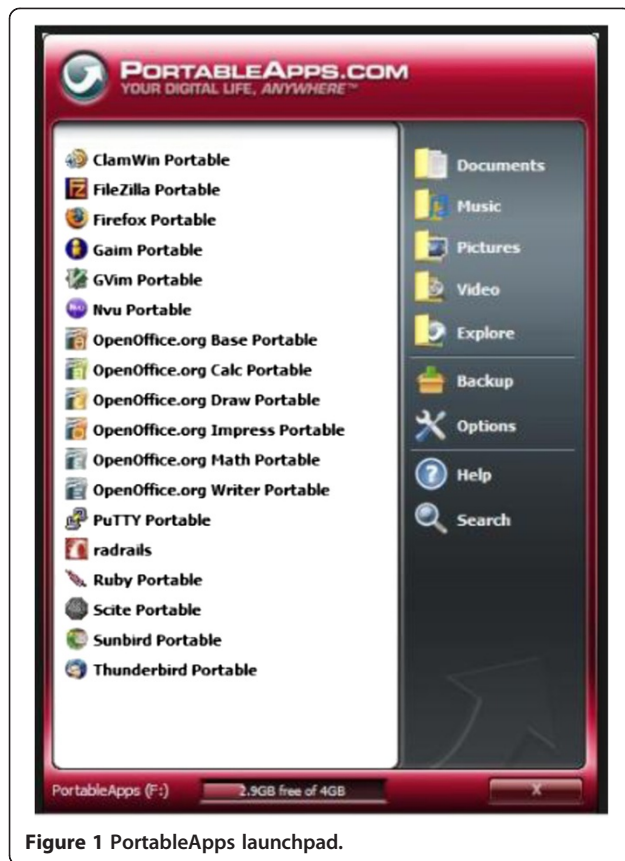 PORTABLEAPPS.COM
YOUR DIGITAL LIFE, ANYWHERE™
ClamWin Portable
FileZilla Portable
Firefox Portable
Gaim Portable
GVim Portable
Nvu Portable
OpenOffice.org Base Portable
OpenOffice.org Calc Portable
OpenOffice.org Draw Portable
OpenOffice.org Impress Portable
OpenOffice.org Math Portable
OpenOffice.org Writer Portable
PuTTY Portable
radrails
Ruby Portable
Scite Portable
Sunbird Portable
Thunderbird Portable
Documents
Music
Pictures
Video
Explore
Backup
Options
Help
Search
PortableApps (F:)
2.9GB free of 4GB
X
Figure 1 PortableApps launchpad.